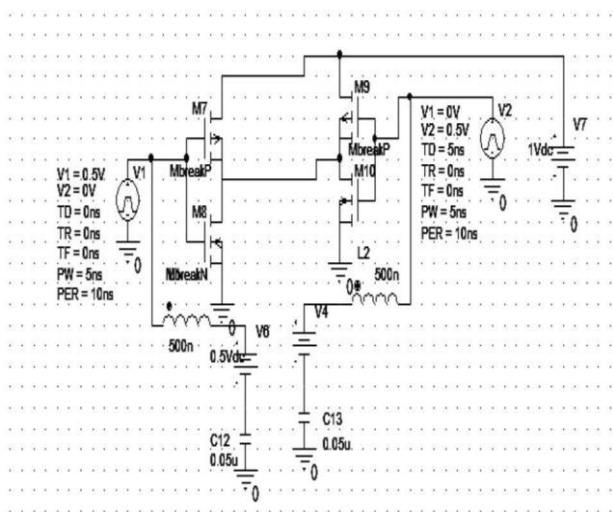 M7
M9
V1 = 0V
V2 = 0.5V
TD = 5ns
TR = 0ns
TF = 0ns
PW = 5ns
PER = 10ns
V2
V7
1Vdc
MbreakP
MbreakP
M10
V1 = 0.5V
V2 = 0V
TD = 0ns
TR = 0ns
TF = 0ns
PW = 5ns
PER = 10ns
V1
M8
MbreakN
0
0
0
L2
500n
0
0
0
500n
V6
0.5Vdc
V4
C13
0.05u
0
C12
0.05u
0